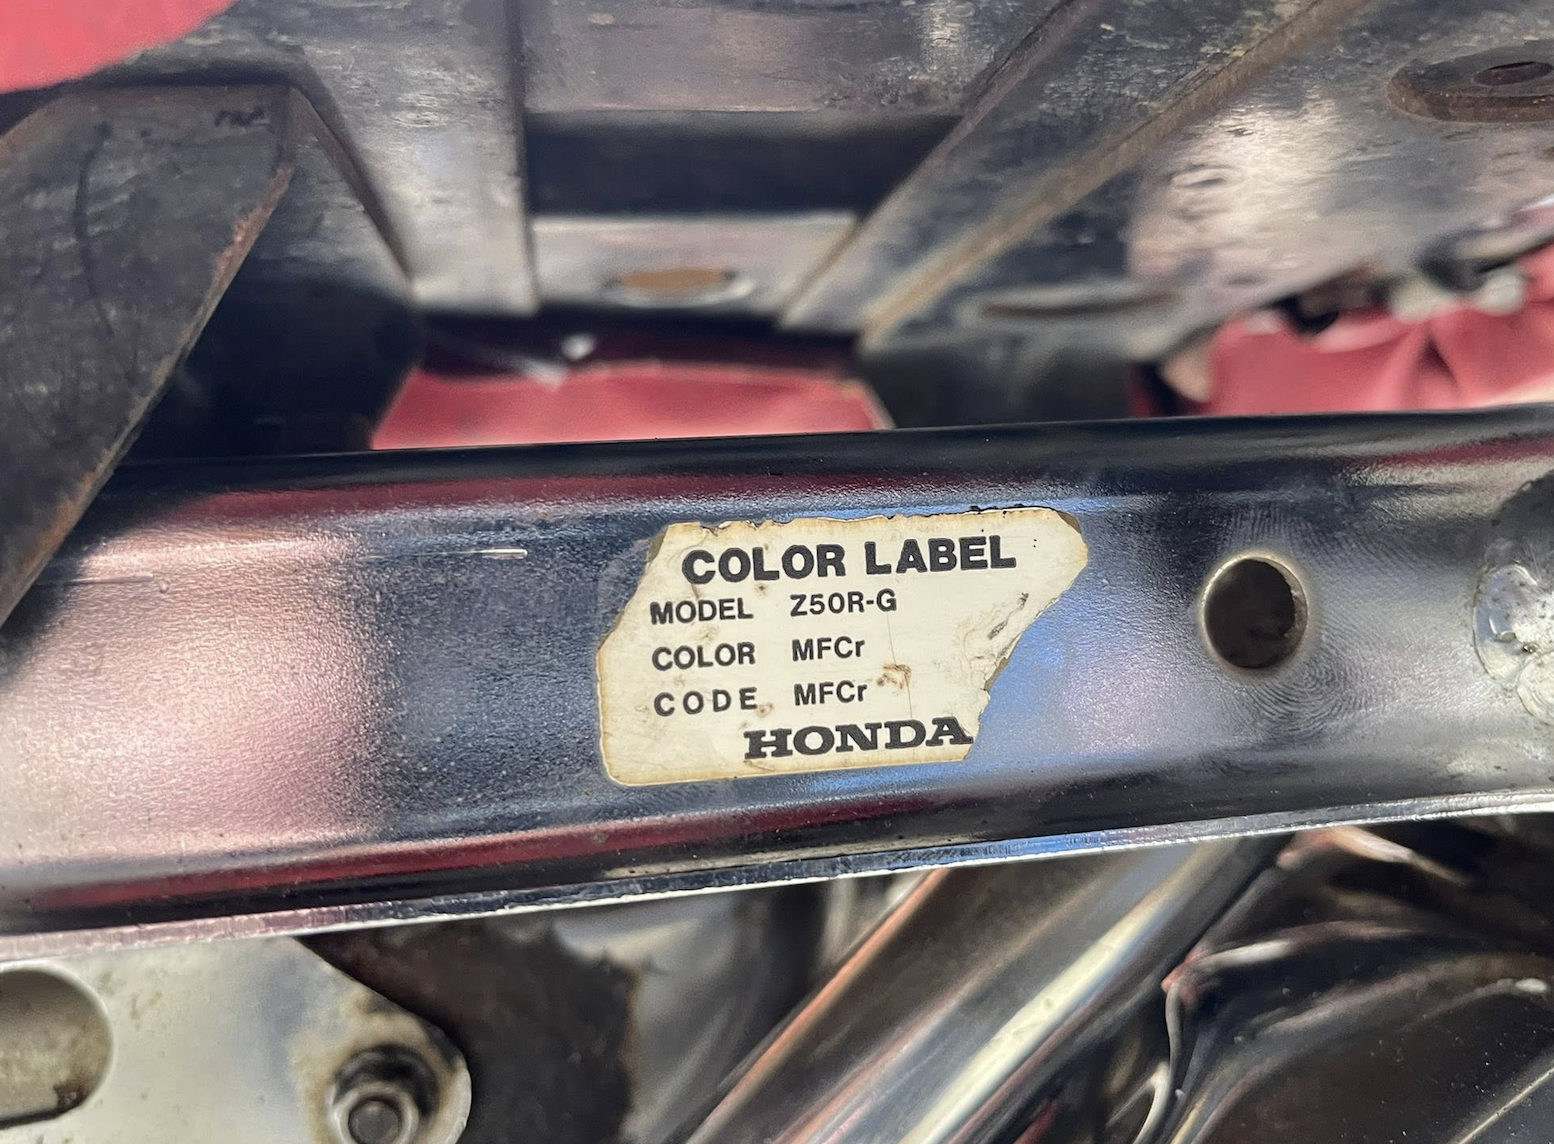 COLOR LABEL
MODEL Z50R-G
COLOR MFCr
CODE MFCr
HONDA